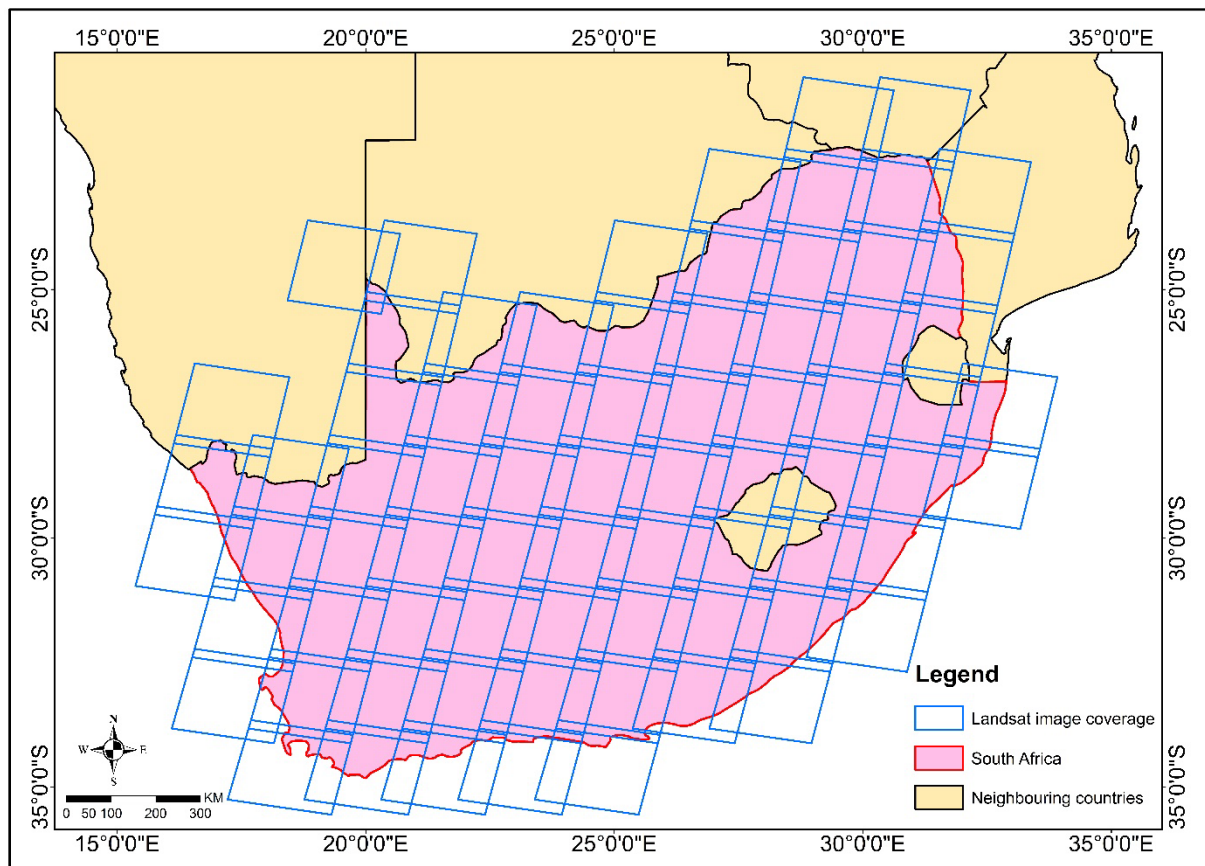 15°0'0"E 20°0'0"E 25°0'0"E 30°0'0"E 35°0'0"E
25°0'0"S 25°0'0"S
30°0'0"S 30°0'0"S
35°0'0"S 35°0'0"S
Legend
Landsat image coverage
South Africa
Neighbouring countries
N
W E
S
KM
0 50 100 200 300
15°0'0"E 20°0'0"E 25°0'0"E 30°0'0"E 35°0'0"E